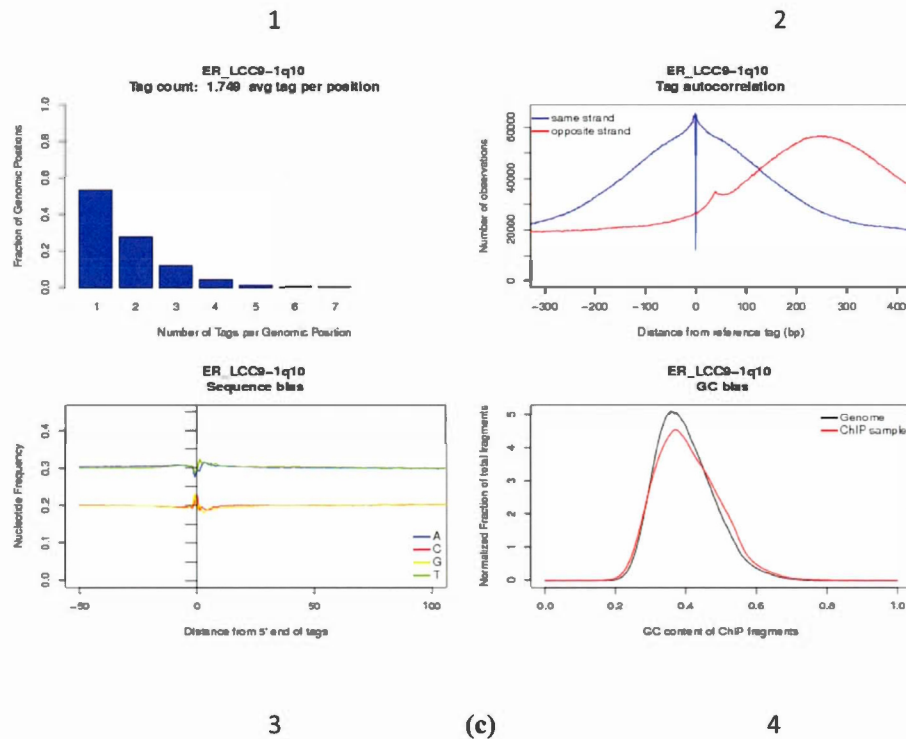 1
2
ER_LCC9-1q10
Tag count: 1.749 avg tag per position
Fraction of Genomic Positions
0.0 0.2 0.4 0.6 0.8 1.0
1 2 3 4 5 6 7
Number of Tags per Genomic Position
ER_LCC9-1q10
Tag autocorrelation
same strand
opposite strand
Number of observations
0 20000 40000 60000
-300 -200 -100 0 100 200 300 400
Distance from reference tag (bp)
ER_LCC9-1q10
Sequence bias
Nucleotide Frequency
0.0 0.1 0.2 0.3 0.4
A
C
G
T
-50 0 50 100
Distance from 5' end of tags
ER_LCC9-1q10
GC bias
Genome
ChIP sample
Normalized Fraction of total fragments
0 1 2 3 4 5
0.0 0.2 0.4 0.6 0.8 1.0
GC content of ChIP fragments
3
(c)
4